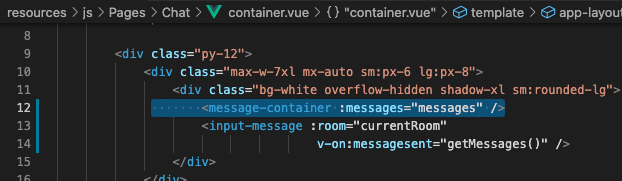 resources > js > Pages > Chat > container.vue > {} "container.vue" > template > app-layou
8
9 <div class="py-12">
10 <div class="max-w-7xl mx-auto sm:px-6 lg:px-8">
11 <div class="bg-white overflow-hidden shadow-xl sm:rounded-lg">
12 <message-container :messages="messages" />
13 <input-message :room="currentRoom"
14 v-on:messagesent="getMessages()" />
15 </div>
16 </div>